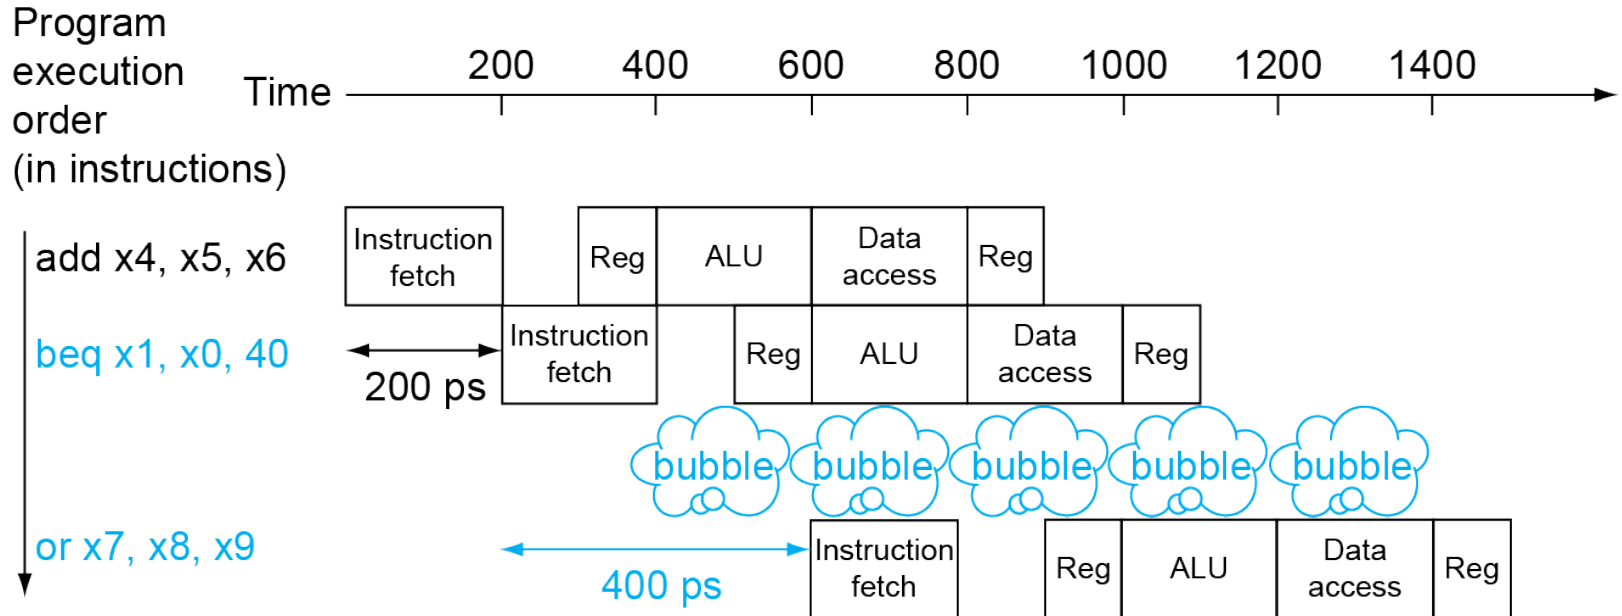 Program
execution
order
(in instructions)
Time
200 400 600 800 1000 1200 1400
add x4, x5, x6
Instruction
fetch
Reg
ALU
Data
access
Reg
beq x1, x0, 40
200 ps
Instruction
fetch
Reg
ALU
Data
access
Reg
bubble bubble bubble bubble bubble
or x7, x8, x9
400 ps
Instruction
fetch
Reg
ALU
Data
access
Reg